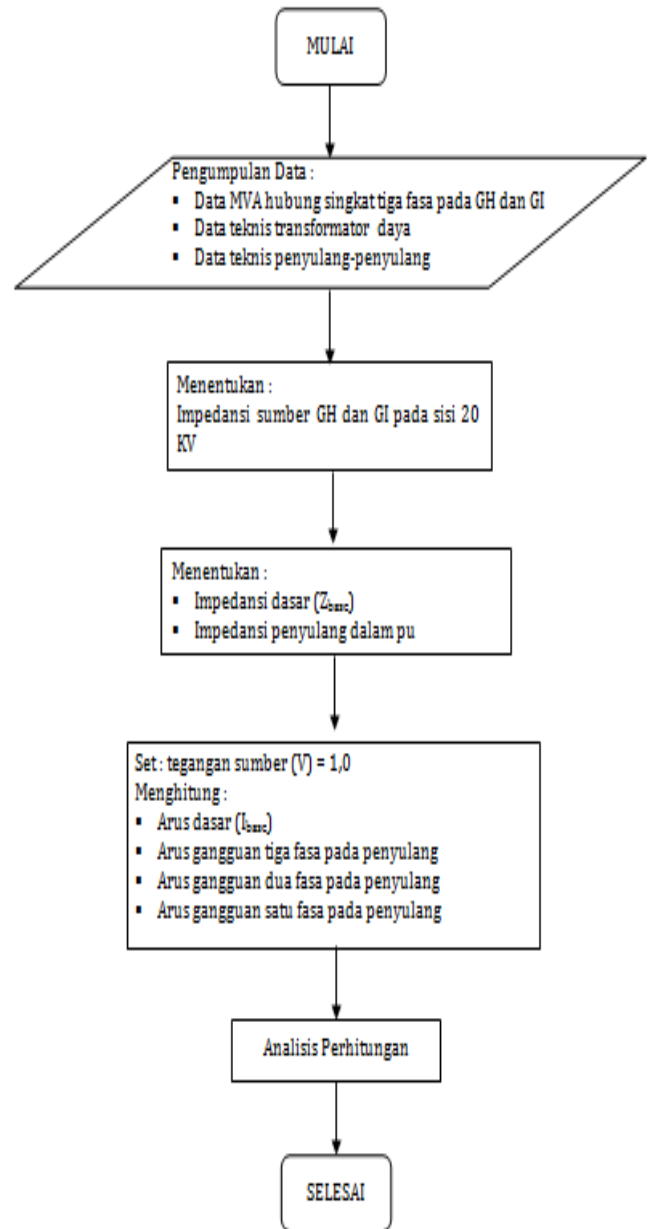 MULAI
Pengumpulan Data :
▪ Data MVA hubung singkat tiga fasa pada GH dan GI
▪ Data teknis transformator daya
▪ Data teknis penyulang-penyulang
Menentukan :
Impedansi sumber GH dan GI pada sisi 20
KV
Menentukan :
▪ Impedansi dasar (Zbase)
▪ Impedansi penyulang dalam pu
Set : tegangan sumber (V) = 1,0
Menghitung :
▪ Arus dasar (Ibase)
▪ Arus gangguan tiga fasa pada penyulang
▪ Arus gangguan dua fasa pada penyulang
▪ Arus gangguan satu fasa pada penyulang
Analisis Perhitungan
SELESAI